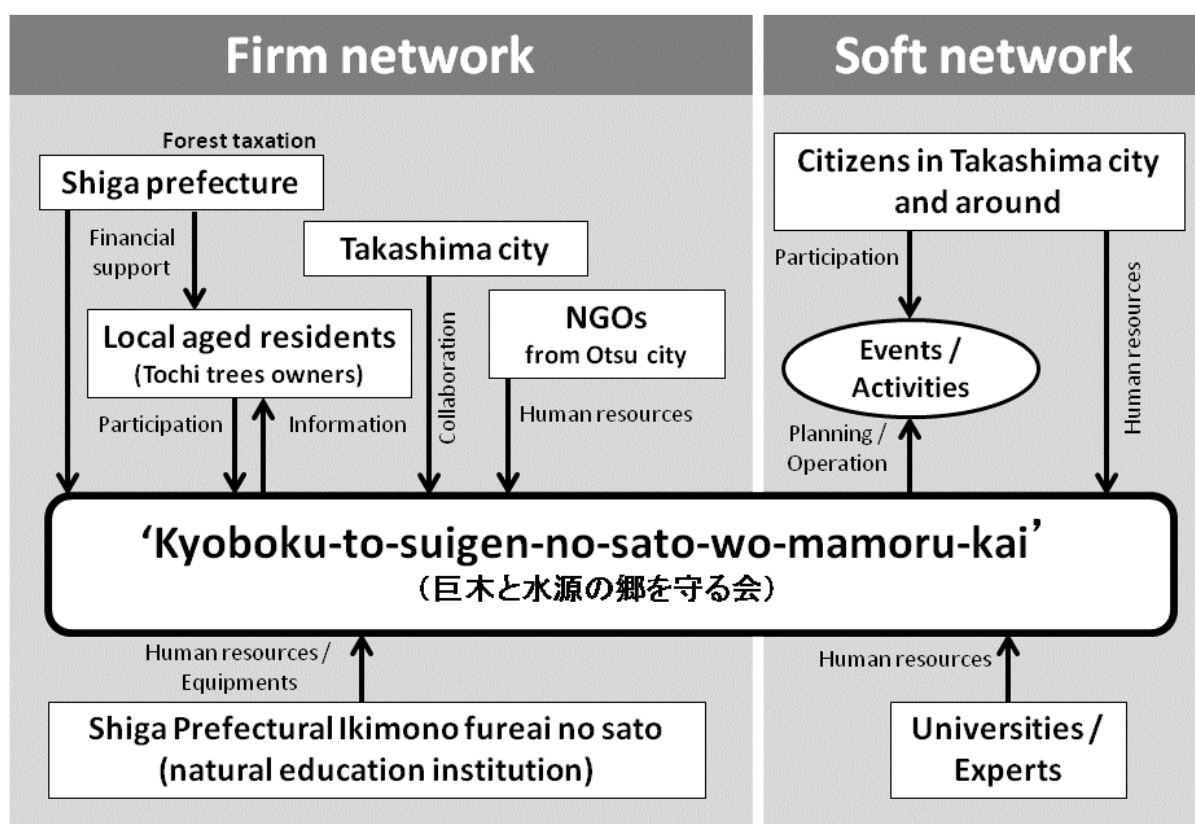 Firm network
Soft network
Forest taxation
Shiga prefecture
Financial
support
Takashima city
Local aged residents
(Tochi trees owners)
NGOs
from Otsu city
Participation
Information
Collaboration
Human resources
Citizens in Takashima city
and around
Participation
Events /
Activities
Human resources
Planning /
Operation
‘Kyoboku-to-suigen-no-sato-wo-mamoru-kai’
（巨木と水源の郷を守る会）
Human resources /
Equipments
Shiga Prefectural Ikimono fureai no sato
(natural education institution)
Human resources
Universities /
Experts